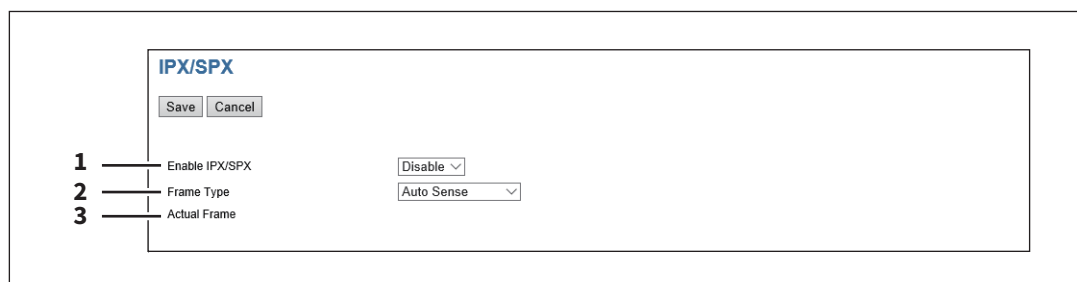 IPX/SPX
Save Cancel
1 Enable IPX/SPX Disable
2 Frame Type Auto Sense
3 Actual Frame